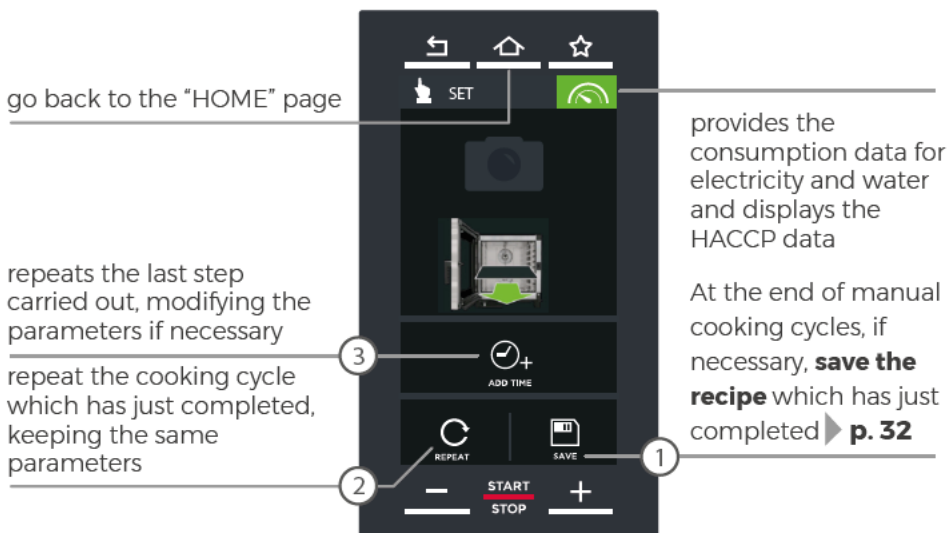 go back to the “HOME” page
repeats the last step
carried out, modifying the
parameters if necessary
repeat the cooking cycle
which has just completed,
keeping the same
parameters
SET
3
ADD TIME
REPEAT
SAVE
2
1
START
STOP
provides the
consumption data for
electricity and water
and displays the
HACCP data
At the end of manual
cooking cycles, if
necessary, save the
recipe which has just
completed p. 32